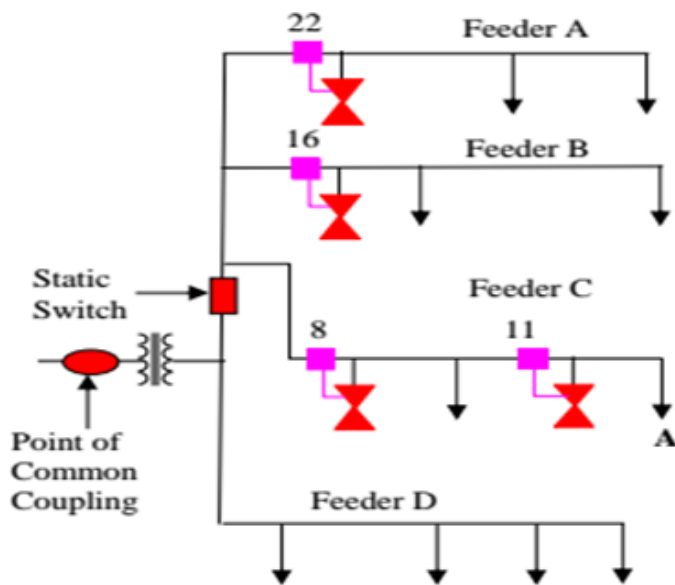 22
Feeder A
16
Feeder B
Static
Switch
Feeder C
8
11
A
Point of
Common
Coupling
Feeder D